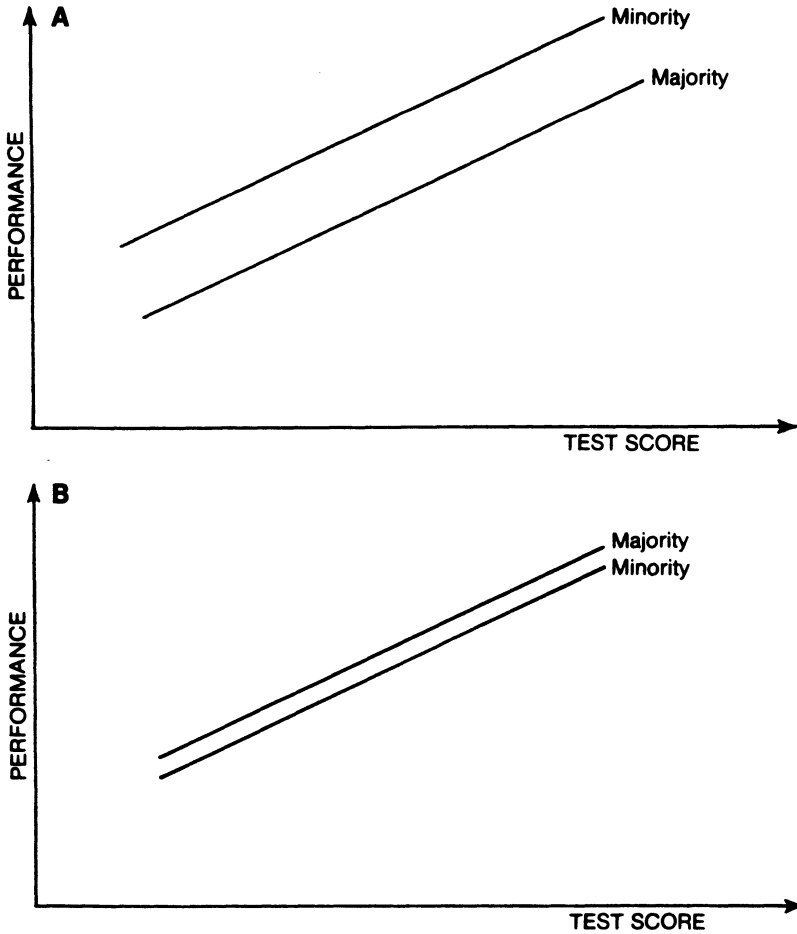 A
Minority
Majority
PERFORMANCE
TEST SCORE
B
Majority
Minority
PERFORMANCE
TEST SCORE